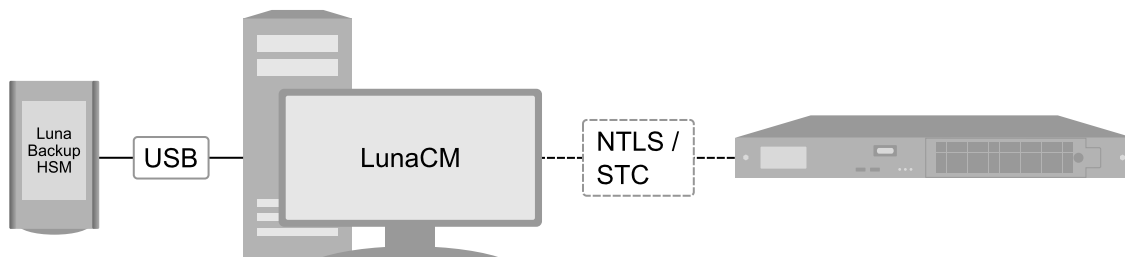 Luna
Backup
HSM
USB
LunaCM
NTLS /
STC